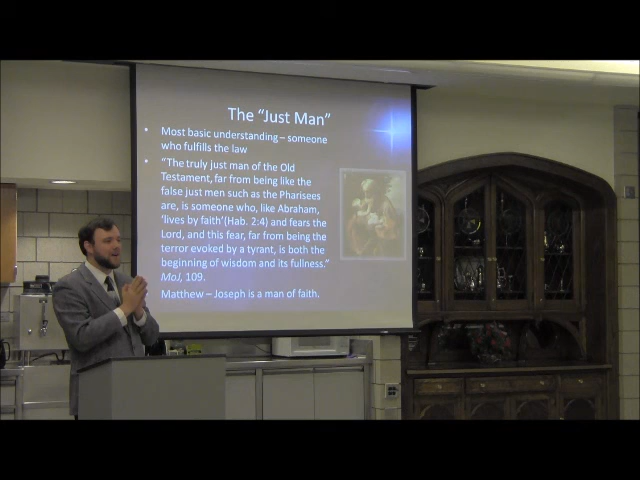 The “Just Man”
• Most basic understanding – someone
who fulfills the law
• “The truly just man of the Old
Testament, far from being like the
false just men such as the Pharisees
are, is someone who, like Abraham,
‘lives by faith’(Hab. 2:4) and fears the
Lord, and this fear, far from being the
terror evoked by a tyrant, is both the
beginning of wisdom and its fullness.”
MoJ, 109.
Matthew – Joseph is a man of faith.